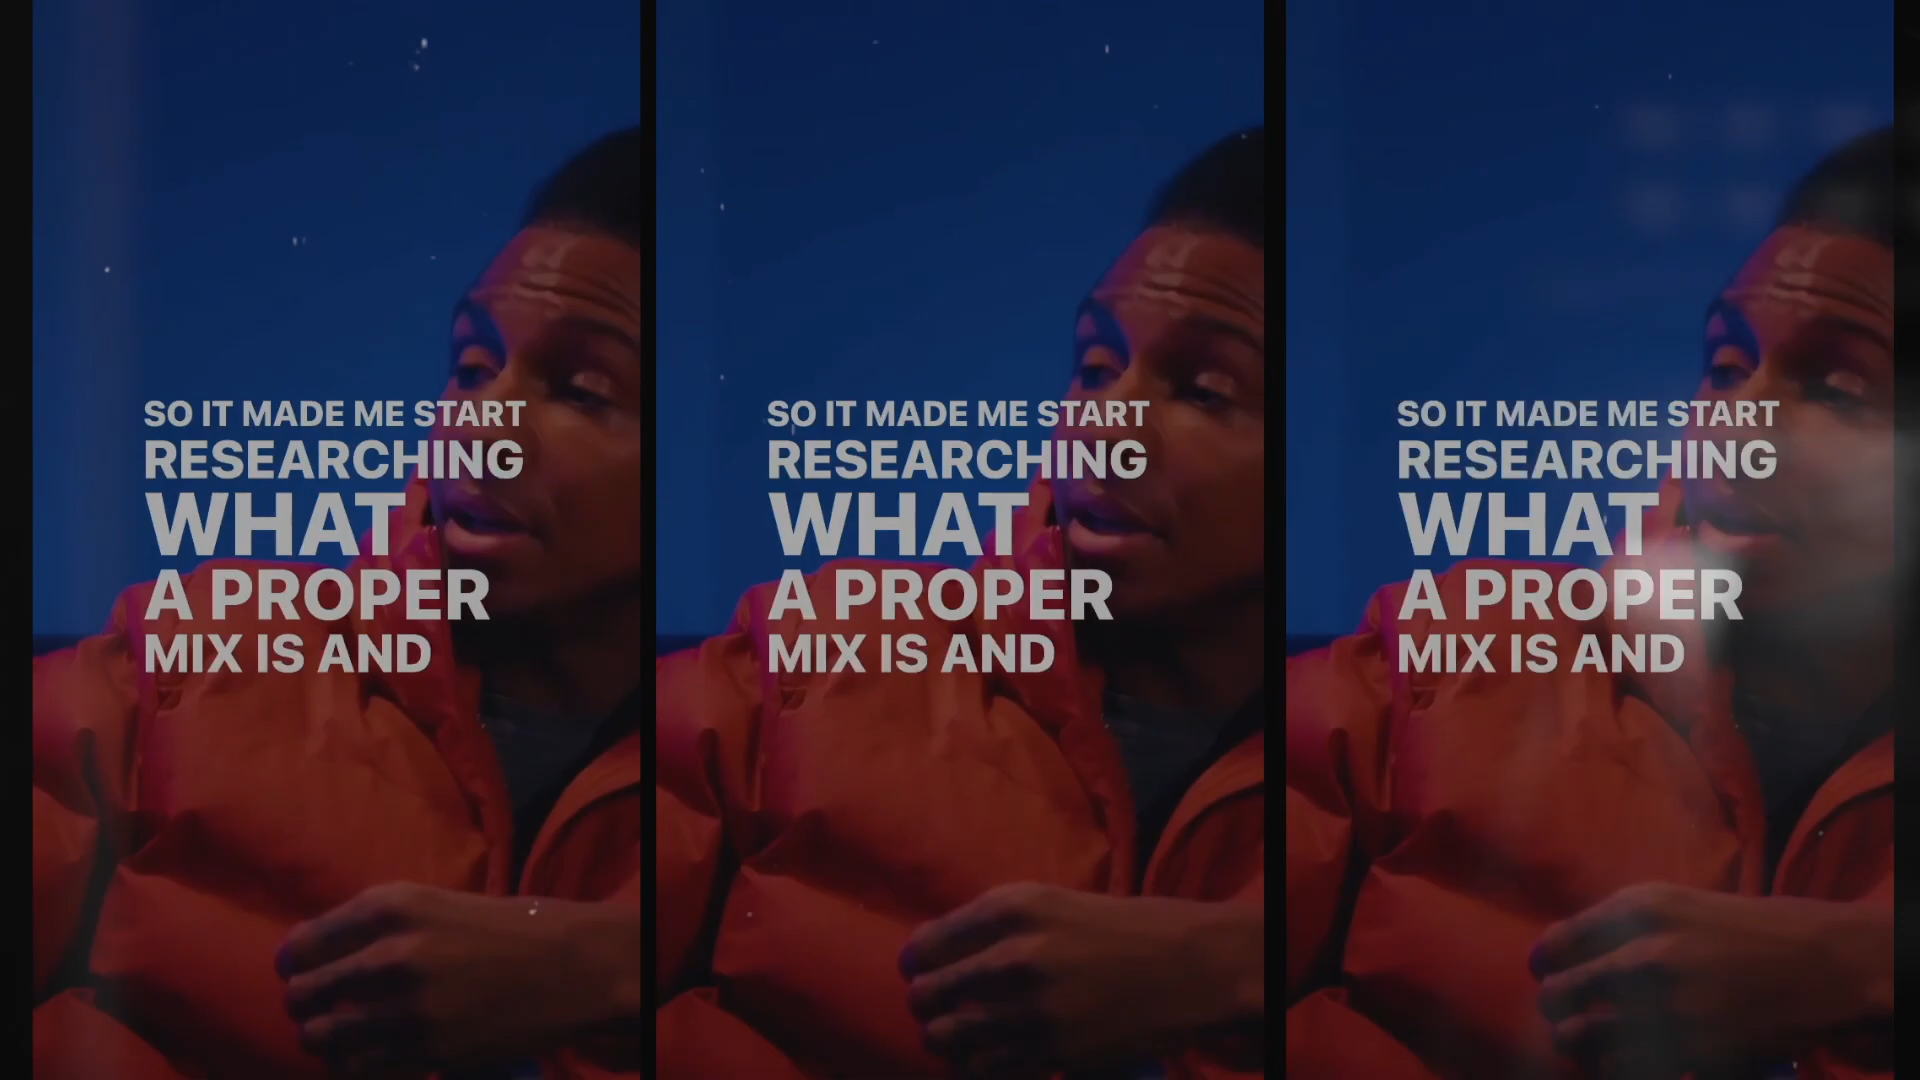 SO IT MADE ME START
RESEARCHING
WHAT
A PROPER
MIX IS AND
SO IT MADE ME START
RESEARCHING
WHAT
A PROPER
MIX IS AND
SO IT MADE ME START
RESEARCHING
WHAT
A PROPER
MIX IS AND